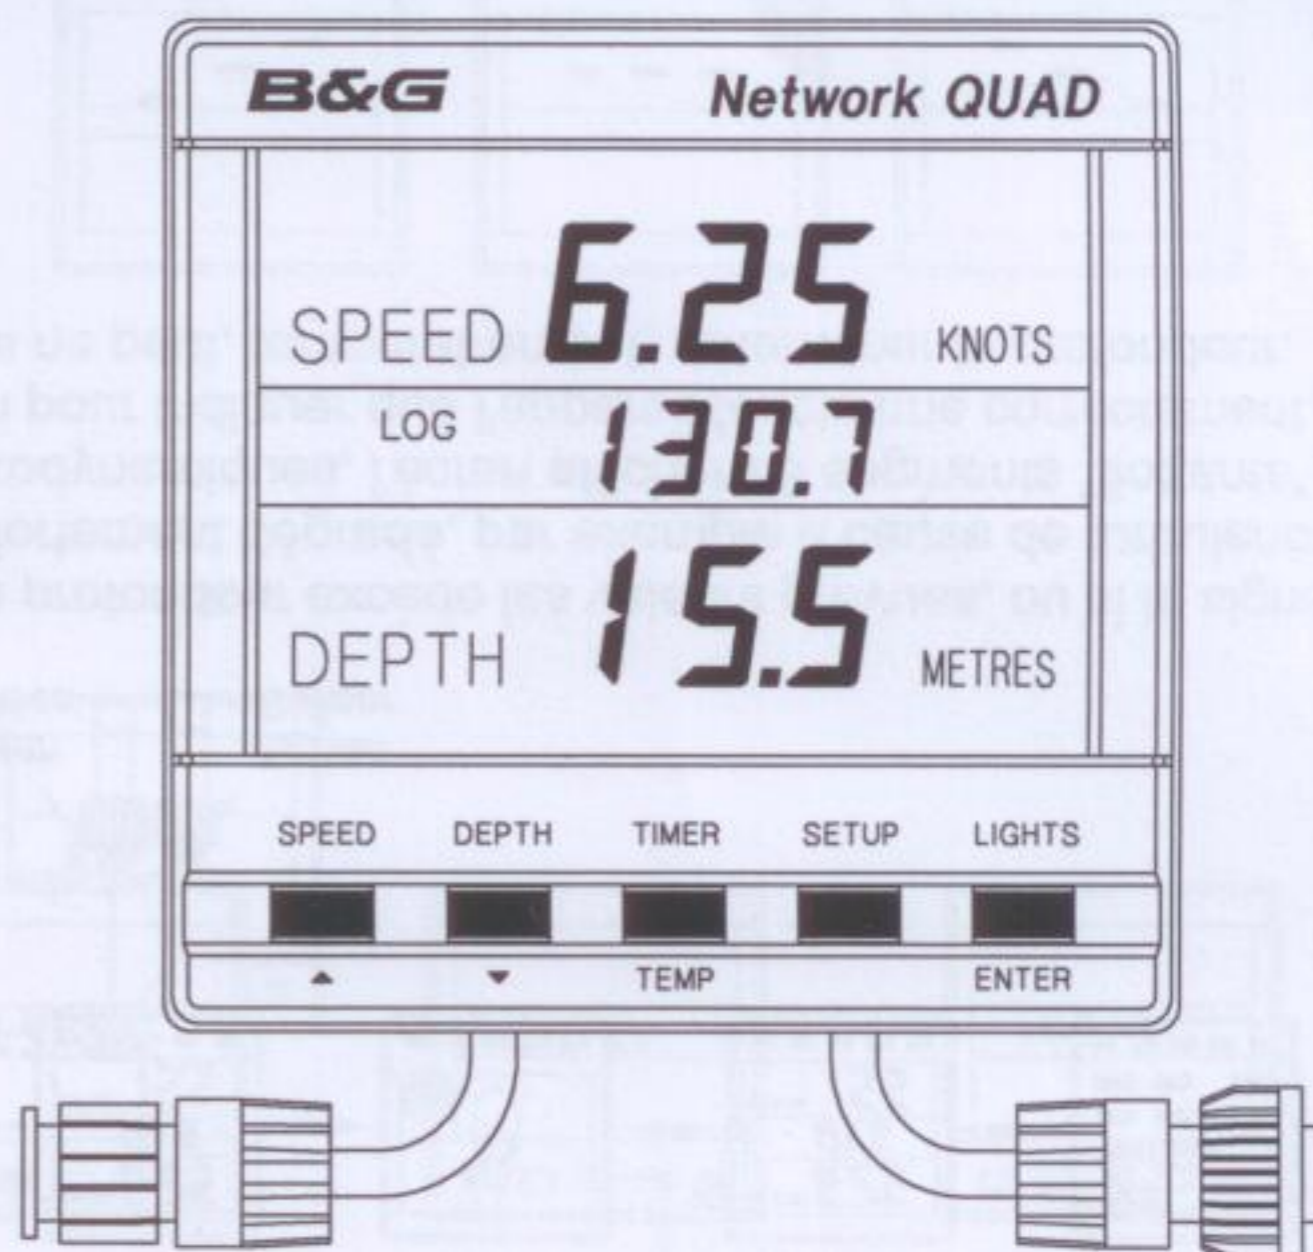 B&G Network QUAD
SPEED 6.25 KNOTS
LOG 130.7
DEPTH 15.5 METRES
SPEED DEPTH TIMER SETUP LIGHTS
▲ ▼ TEMP ENTER